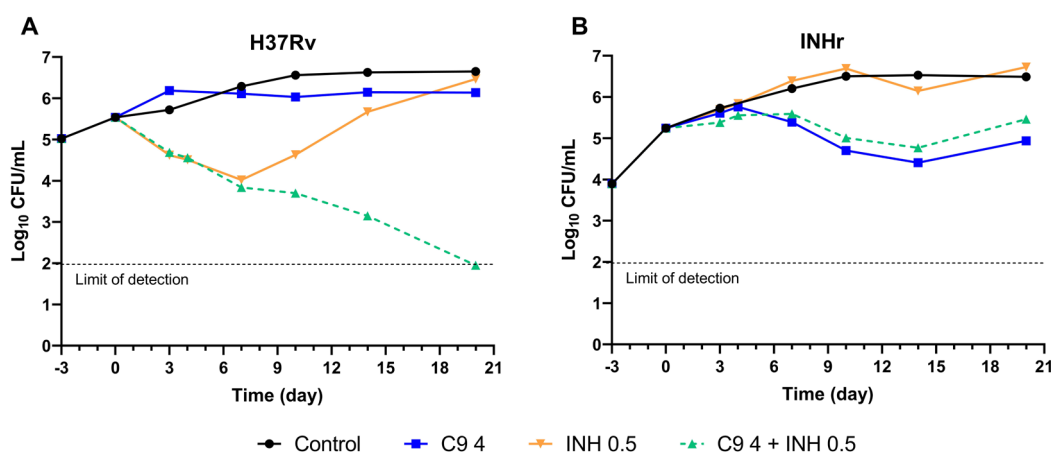 A
H37Rv
Log10 CFU/mL
7
6
5
4
3
2
1
0
Limit of detection
-3 0 3 6 9 12 15 18 21
Time (day)
B
INHr
Log10 CFU/mL
7
6
5
4
3
2
1
0
Limit of detection
-3 0 3 6 9 12 15 18 21
Time (day)
Control C9 4 INH 0.5 C9 4 + INH 0.5